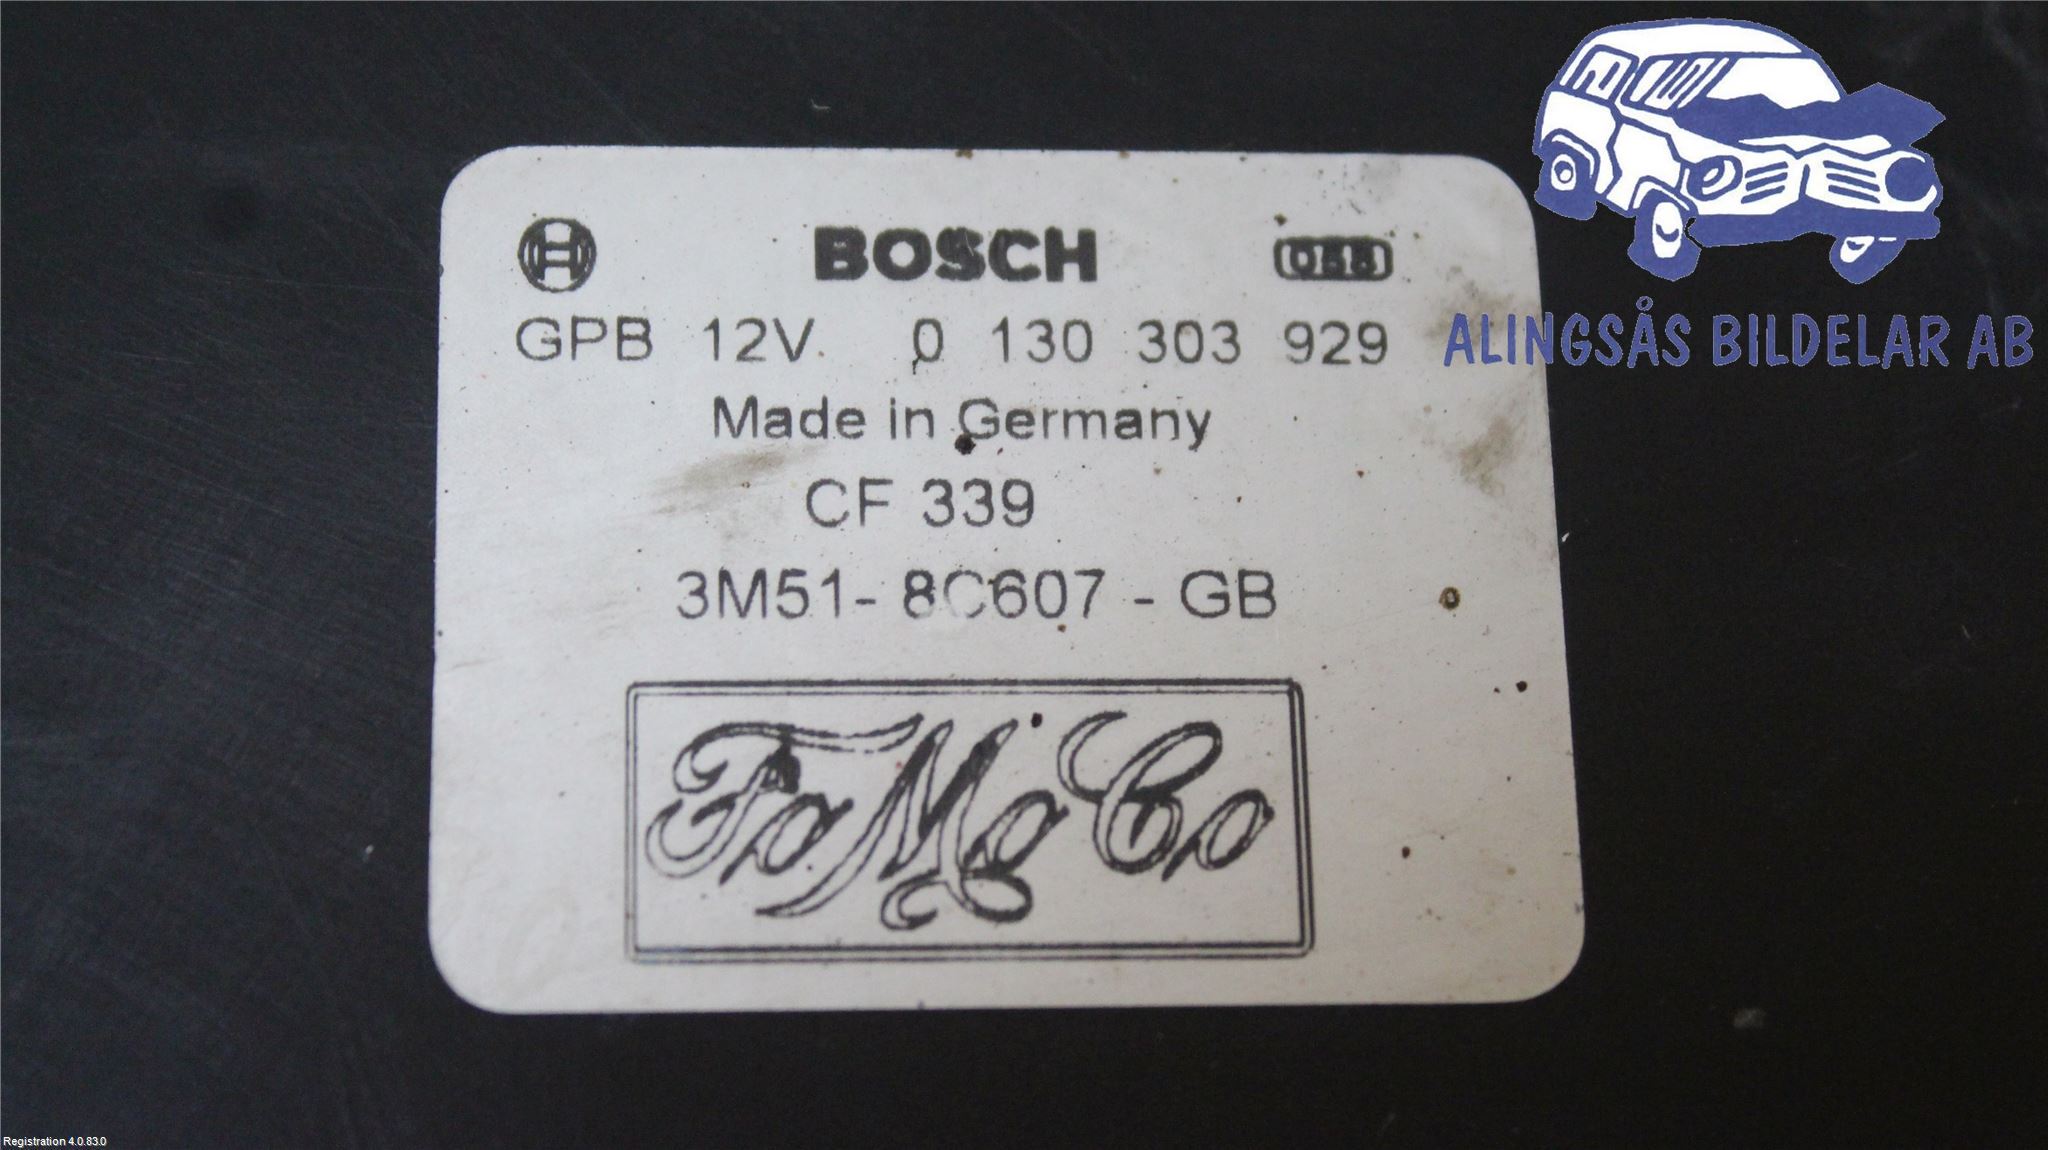 BOSCH
GPB 12V 0 130 303 929
Made in Germany
CF 339
3M51- 8C607 - GB
FoMoCo
ALINGSÅS BILDELAR AB
Registration 4.0.83.0